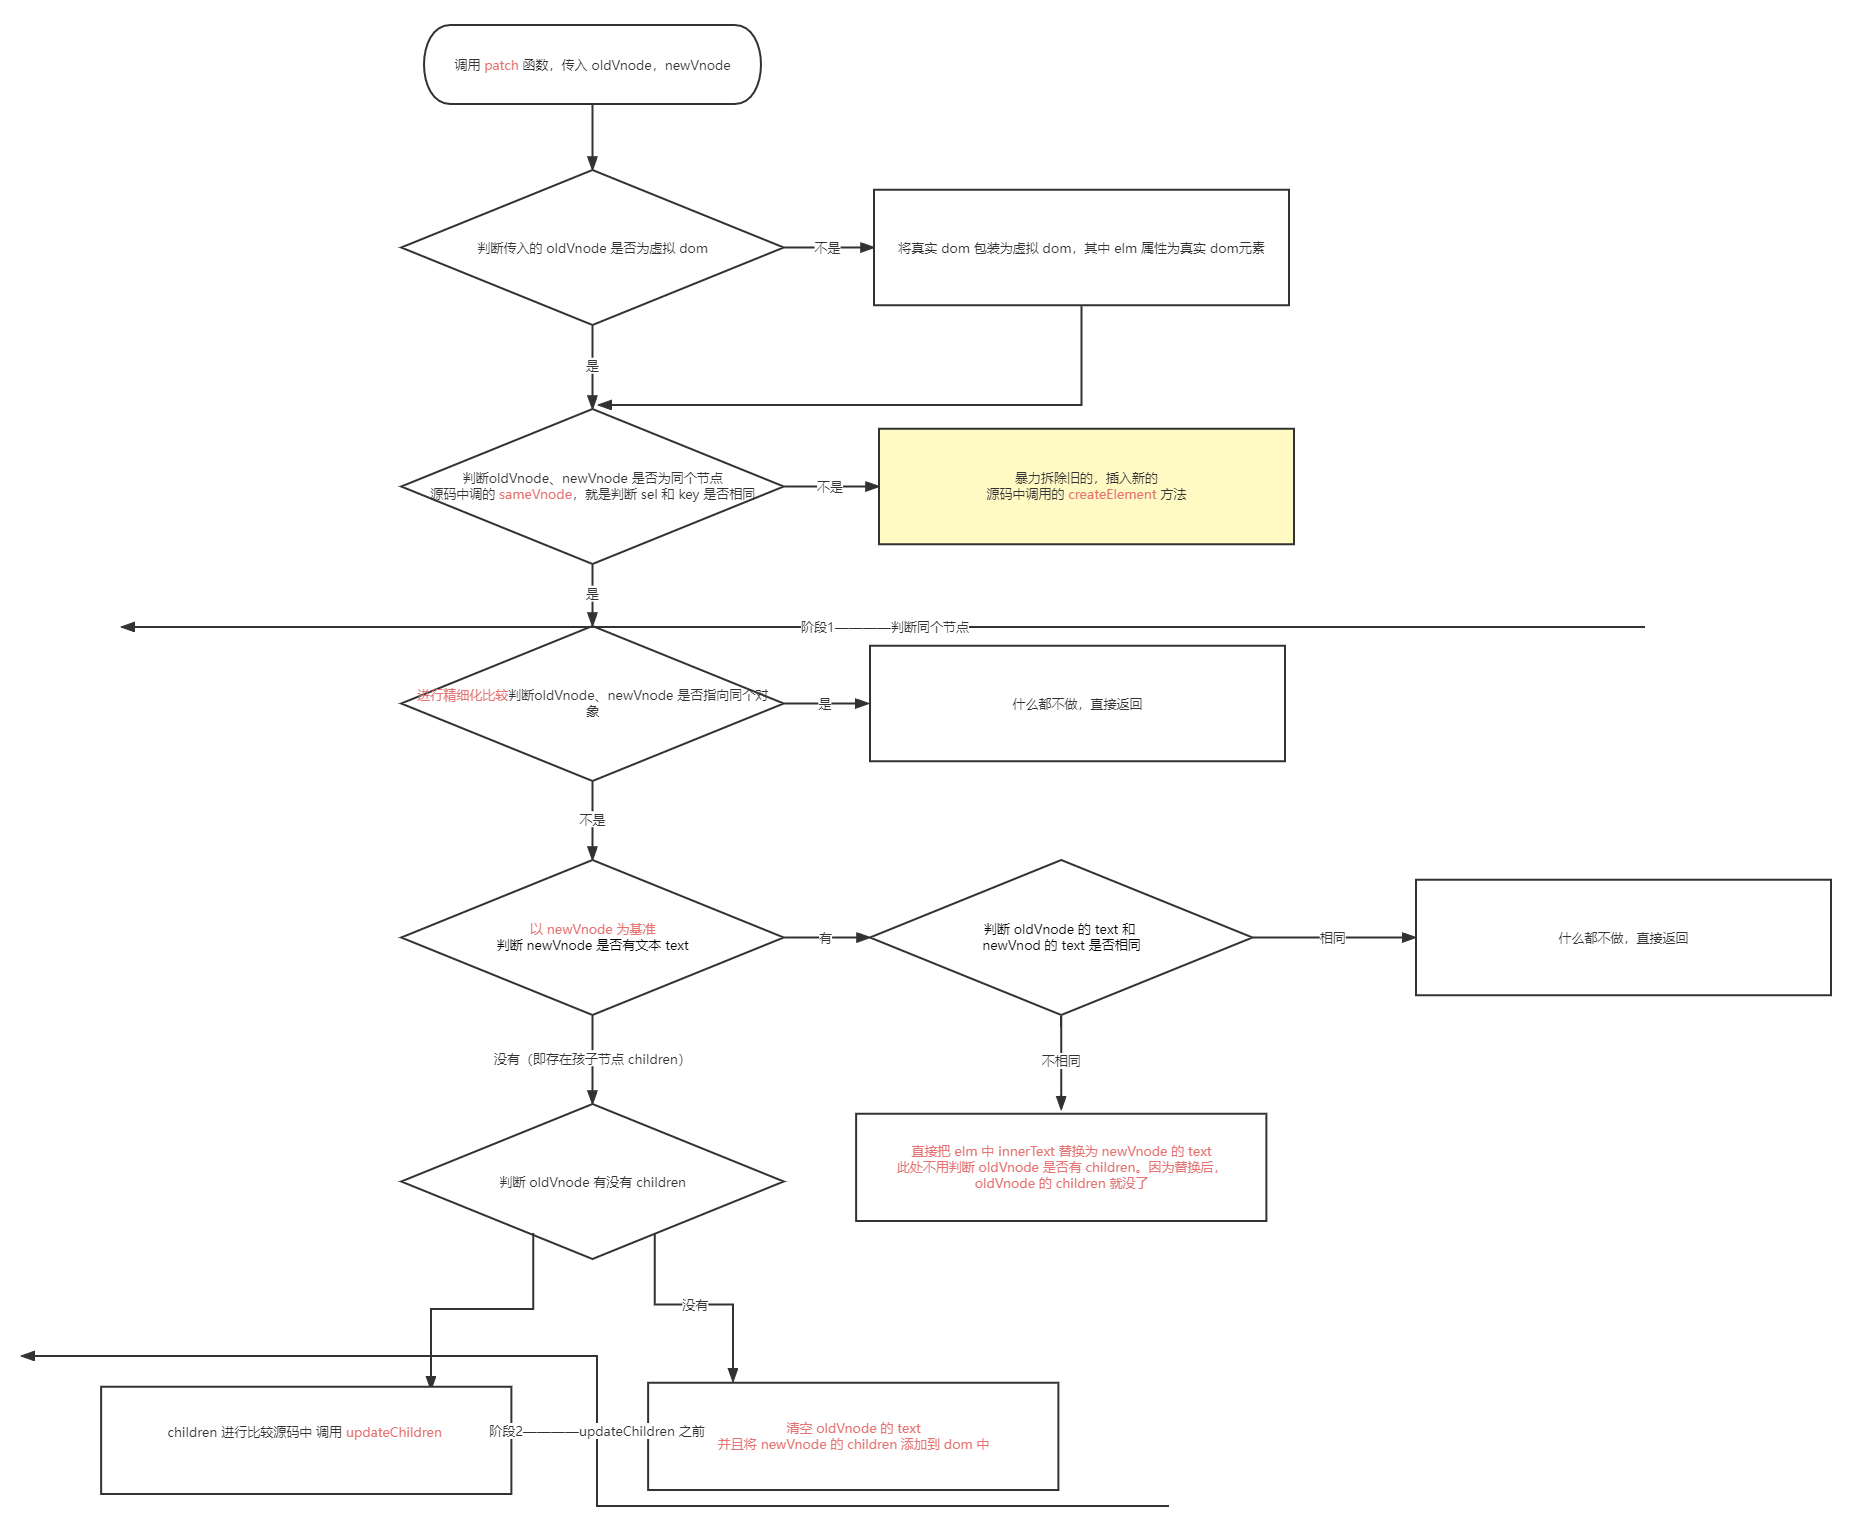 调用 patch 函数，传入 oldVnode，newVnode
判断传入的 oldVnode 是否为虚拟 dom
不是
将真实 dom 包装为虚拟 dom，其中 elm 属性为真实 dom元素
是
判断oldVnode、newVnode 是否为同个节点
源码中调的 sameVnode，就是判断 sel 和 key 是否相同
不是
暴力拆除旧的，插入新的
源码中调用的 createElement 方法
是
阶段1————判断同个节点
进行精细化比较判断oldVnode、newVnode 是否指向同个对
象
是
什么都不做，直接返回
不是
以 newVnode 为基准
判断 newVnode 是否有文本 text
有
判断 oldVnode 的 text 和
newVnod 的 text 是否相同
相同
什么都不做，直接返回
没有（即存在孩子节点 children）
不相同
直接把 elm 中 innerText 替换为 newVnode 的 text
此处不用判断 oldVnode 是否有 children。因为替换后，
oldVnode 的 children 就没了
判断 oldVnode 有没有 children
没有
children 进行比较源码中 调用 updateChildren
阶段2————updateChildren 之前
清空 oldVnode 的 text
并且将 newVnode 的 children 添加到 dom 中